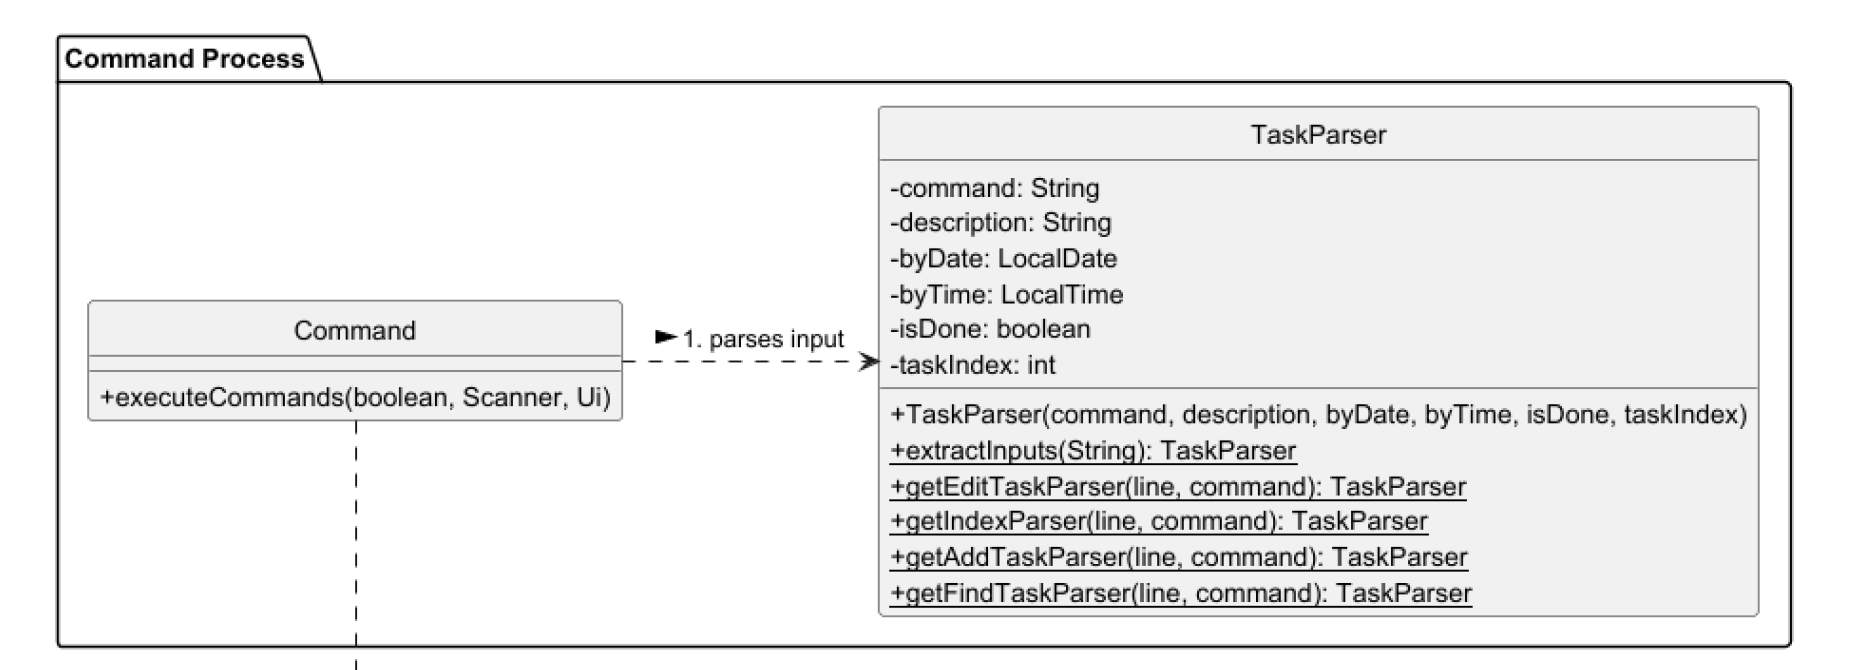 Command Process
TaskParser
-command: String
-description: String
-byDate: LocalDate
-byTime: LocalTime
-isDone: boolean
-taskIndex: int
+TaskParser(command, description, byDate, byTime, isDone, taskIndex)
+extractInputs(String): TaskParser
+getEditTaskParser(line, command): TaskParser
+getIndexParser(line, command): TaskParser
+getAddTaskParser(line, command): TaskParser
+getFindTaskParser(line, command): TaskParser
Command
+executeCommands(boolean, Scanner, Ui)
1. parses input